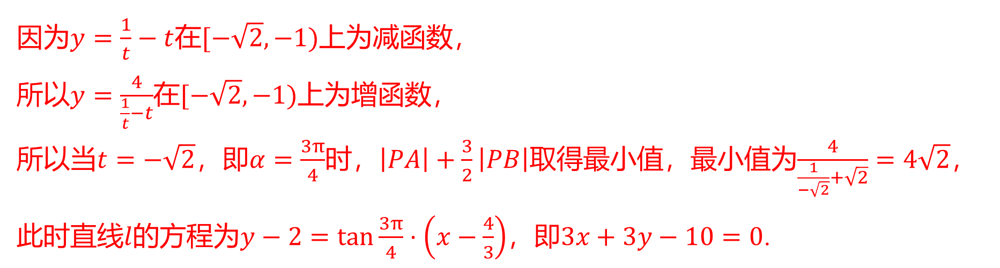 因为$y=\frac{1}{t}-t$在$[-\sqrt{2},-1)$上为减函数，
所以$y=\frac{4}{\frac{1}{t}-t}$在$[-\sqrt{2},-1)$上为增函数，
所以当$t=-\sqrt{2}$，即$\alpha=\frac{3\pi}{4}$时，$|PA|+\frac{3}{2}|PB|$取得最小值，最小值为$\frac{4}{\frac{1}{-\sqrt{2}}+\sqrt{2}}=4\sqrt{2}$，
此时直线$l$的方程为$y-2=\tan\frac{3\pi}{4}\cdot\left(x-\frac{4}{3}\right)$，即$3x+3y-10=0$.